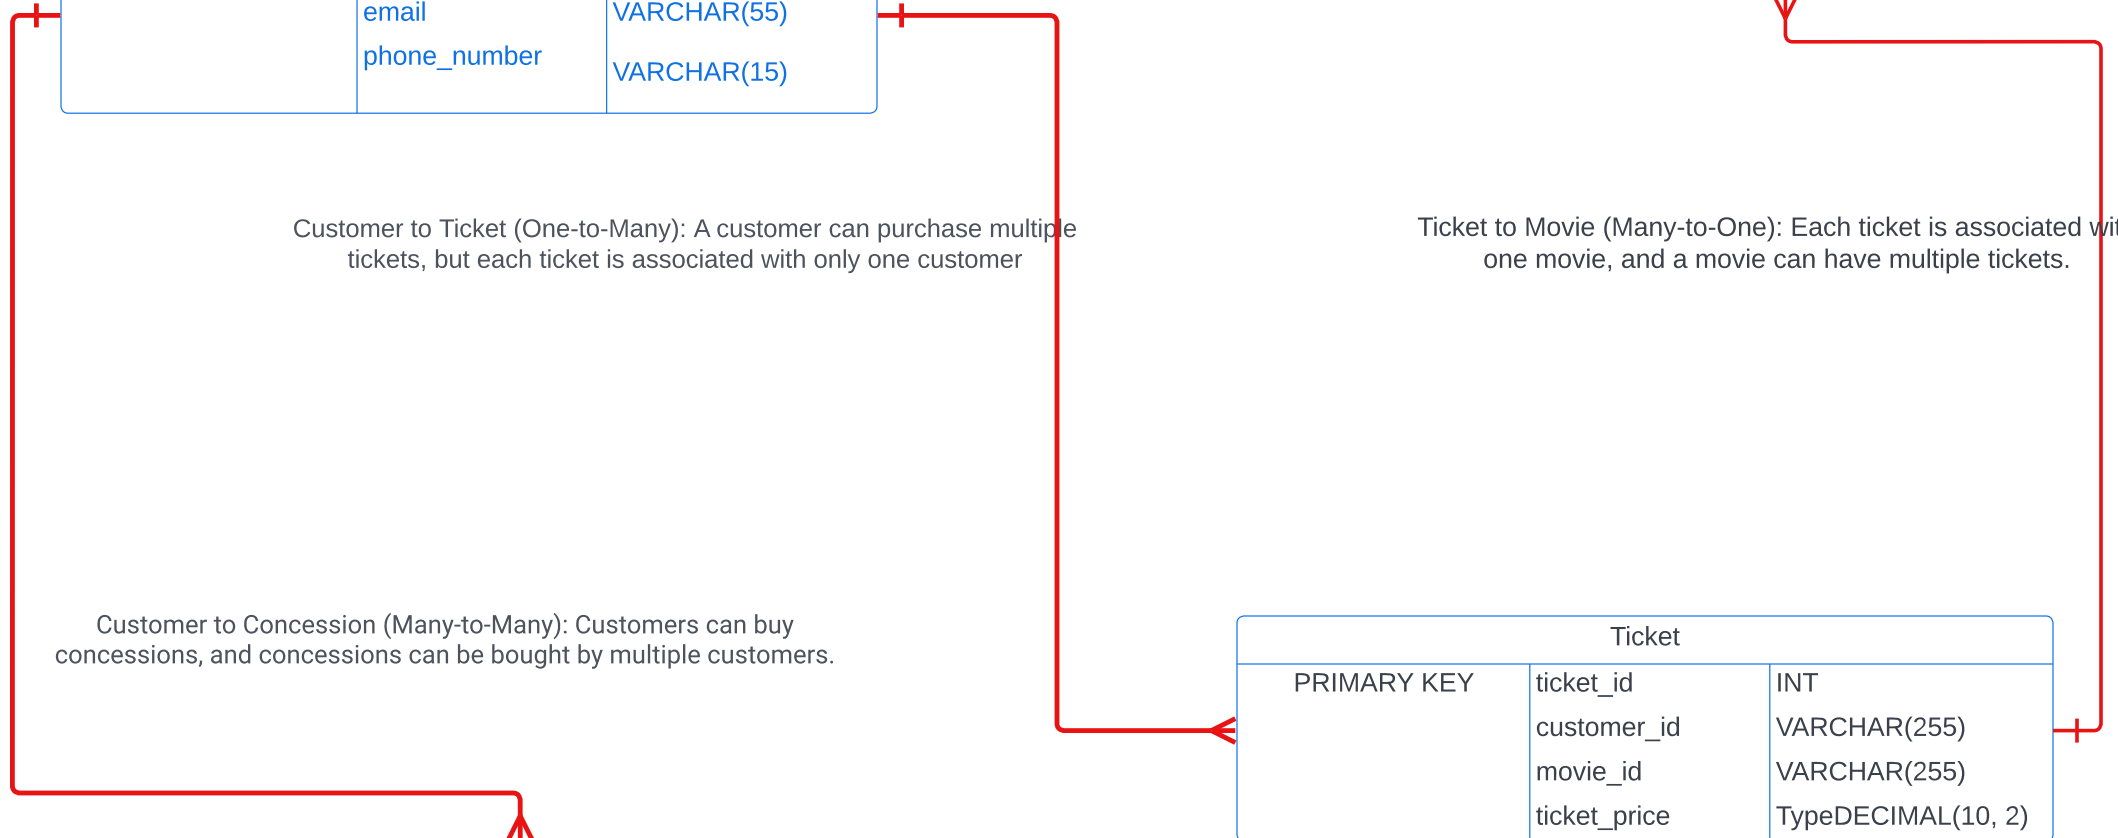 email
VARCHAR(55)
phone_number
VARCHAR(15)
Customer to Ticket (One-to-Many): A customer can purchase multiple
tickets, but each ticket is associated with only one customer
Ticket to Movie (Many-to-One): Each ticket is associated
one movie, and a movie can have multiple tickets.
Customer to Concession (Many-to-Many): Customers can buy
concessions, and concessions can be bought by multiple customers.
Ticket
PRIMARY KEY
ticket_id
INT
customer_id
VARCHAR(255)
movie_id
VARCHAR(255)
ticket_price
TypeDECIMAL(10, 2)